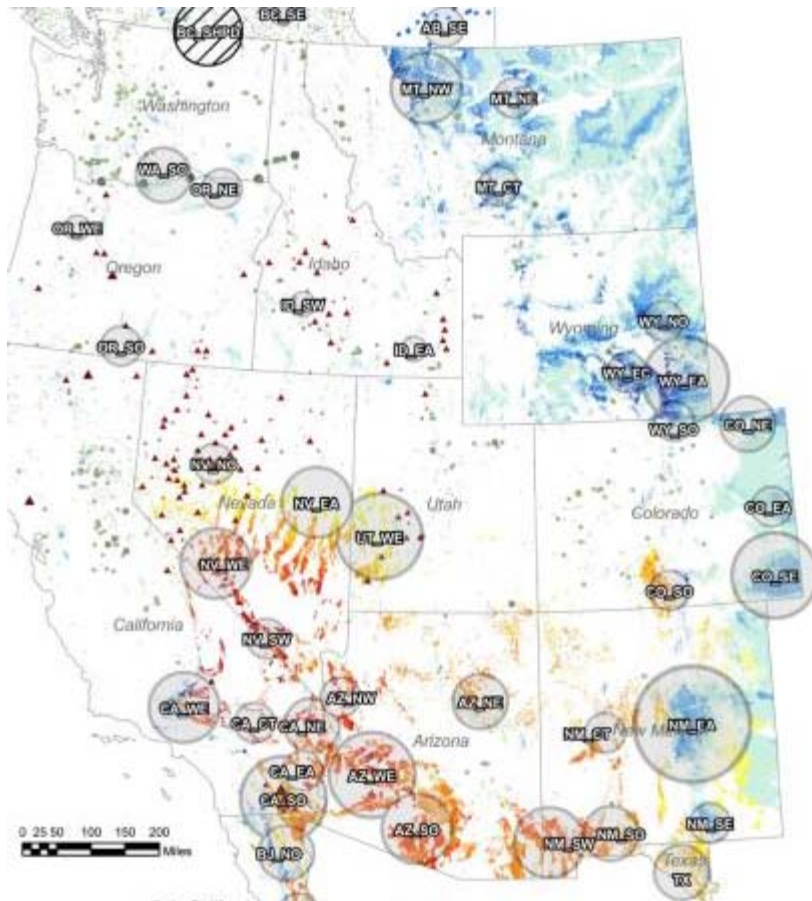 BC_SE
BC_SHPD
AB_SE
MT_NW
MT_NE
Washington
Montana
WA_SO
OR_NE
MT_CT
OR_WE
Oregon
Idaho
ID_SW
WY_NO
Wyoming
OR_SO
ID_EA
WY_EC
WY_EA
WY_SO
CO_NE
NV_NO
Nevada
NV_EA
Utah
Colorado
CO_EA
UT_WE
NV_WE
CO_SE
CO_SO
California
NV_SW
AZ_NW
AZ_NE
CA_WE
CA_CT
CA_NE
NM_CT
NM_EA
Arizona
CA_EA
AZ_WE
CA_SO
AZ_SO
NM_SO
NM_SE
NM_SW
0 25 50 100 150 200
Miles
BJ_NO
Texas
TX